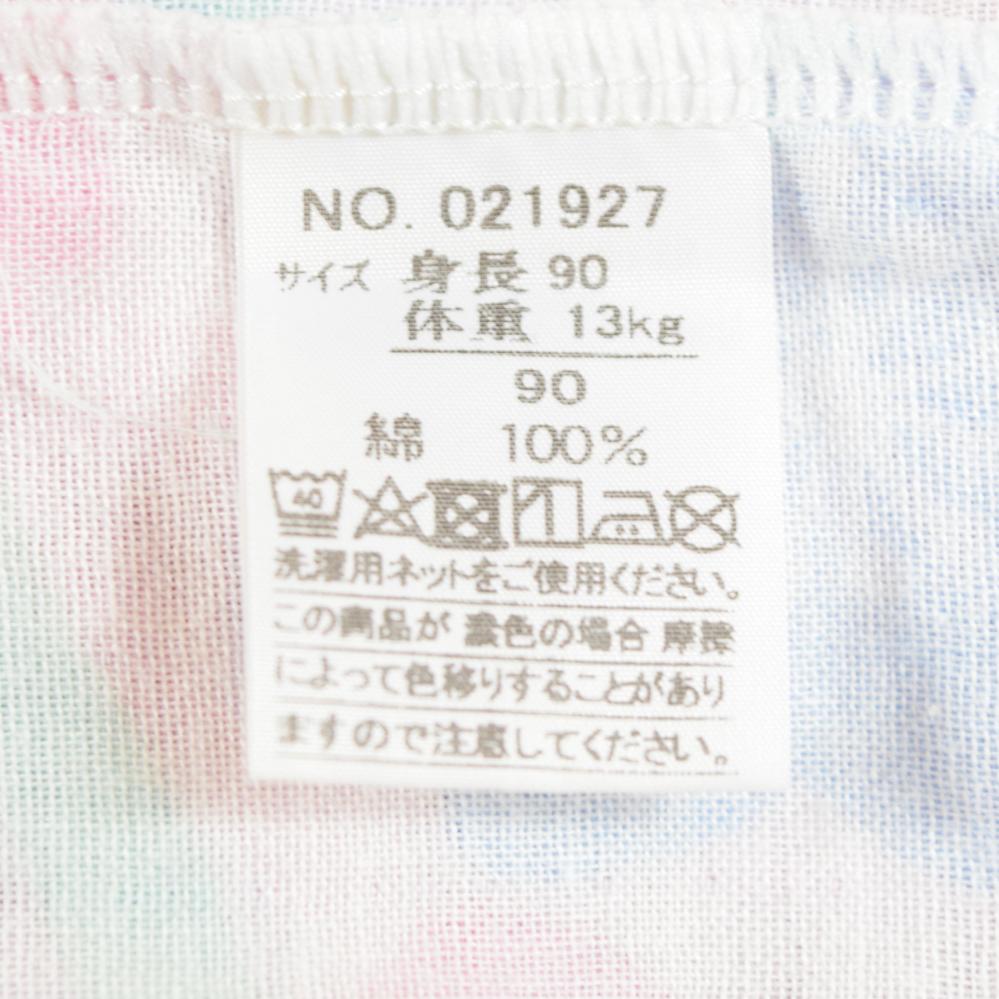 NO. 021927
サイズ 身長 90
体重 13kg
90
綿 100%
40
洗濯用ネットをご使用ください。
この商品が 濃色の場合 摩擦
によって色移りすることがあり
ますので注意してください。